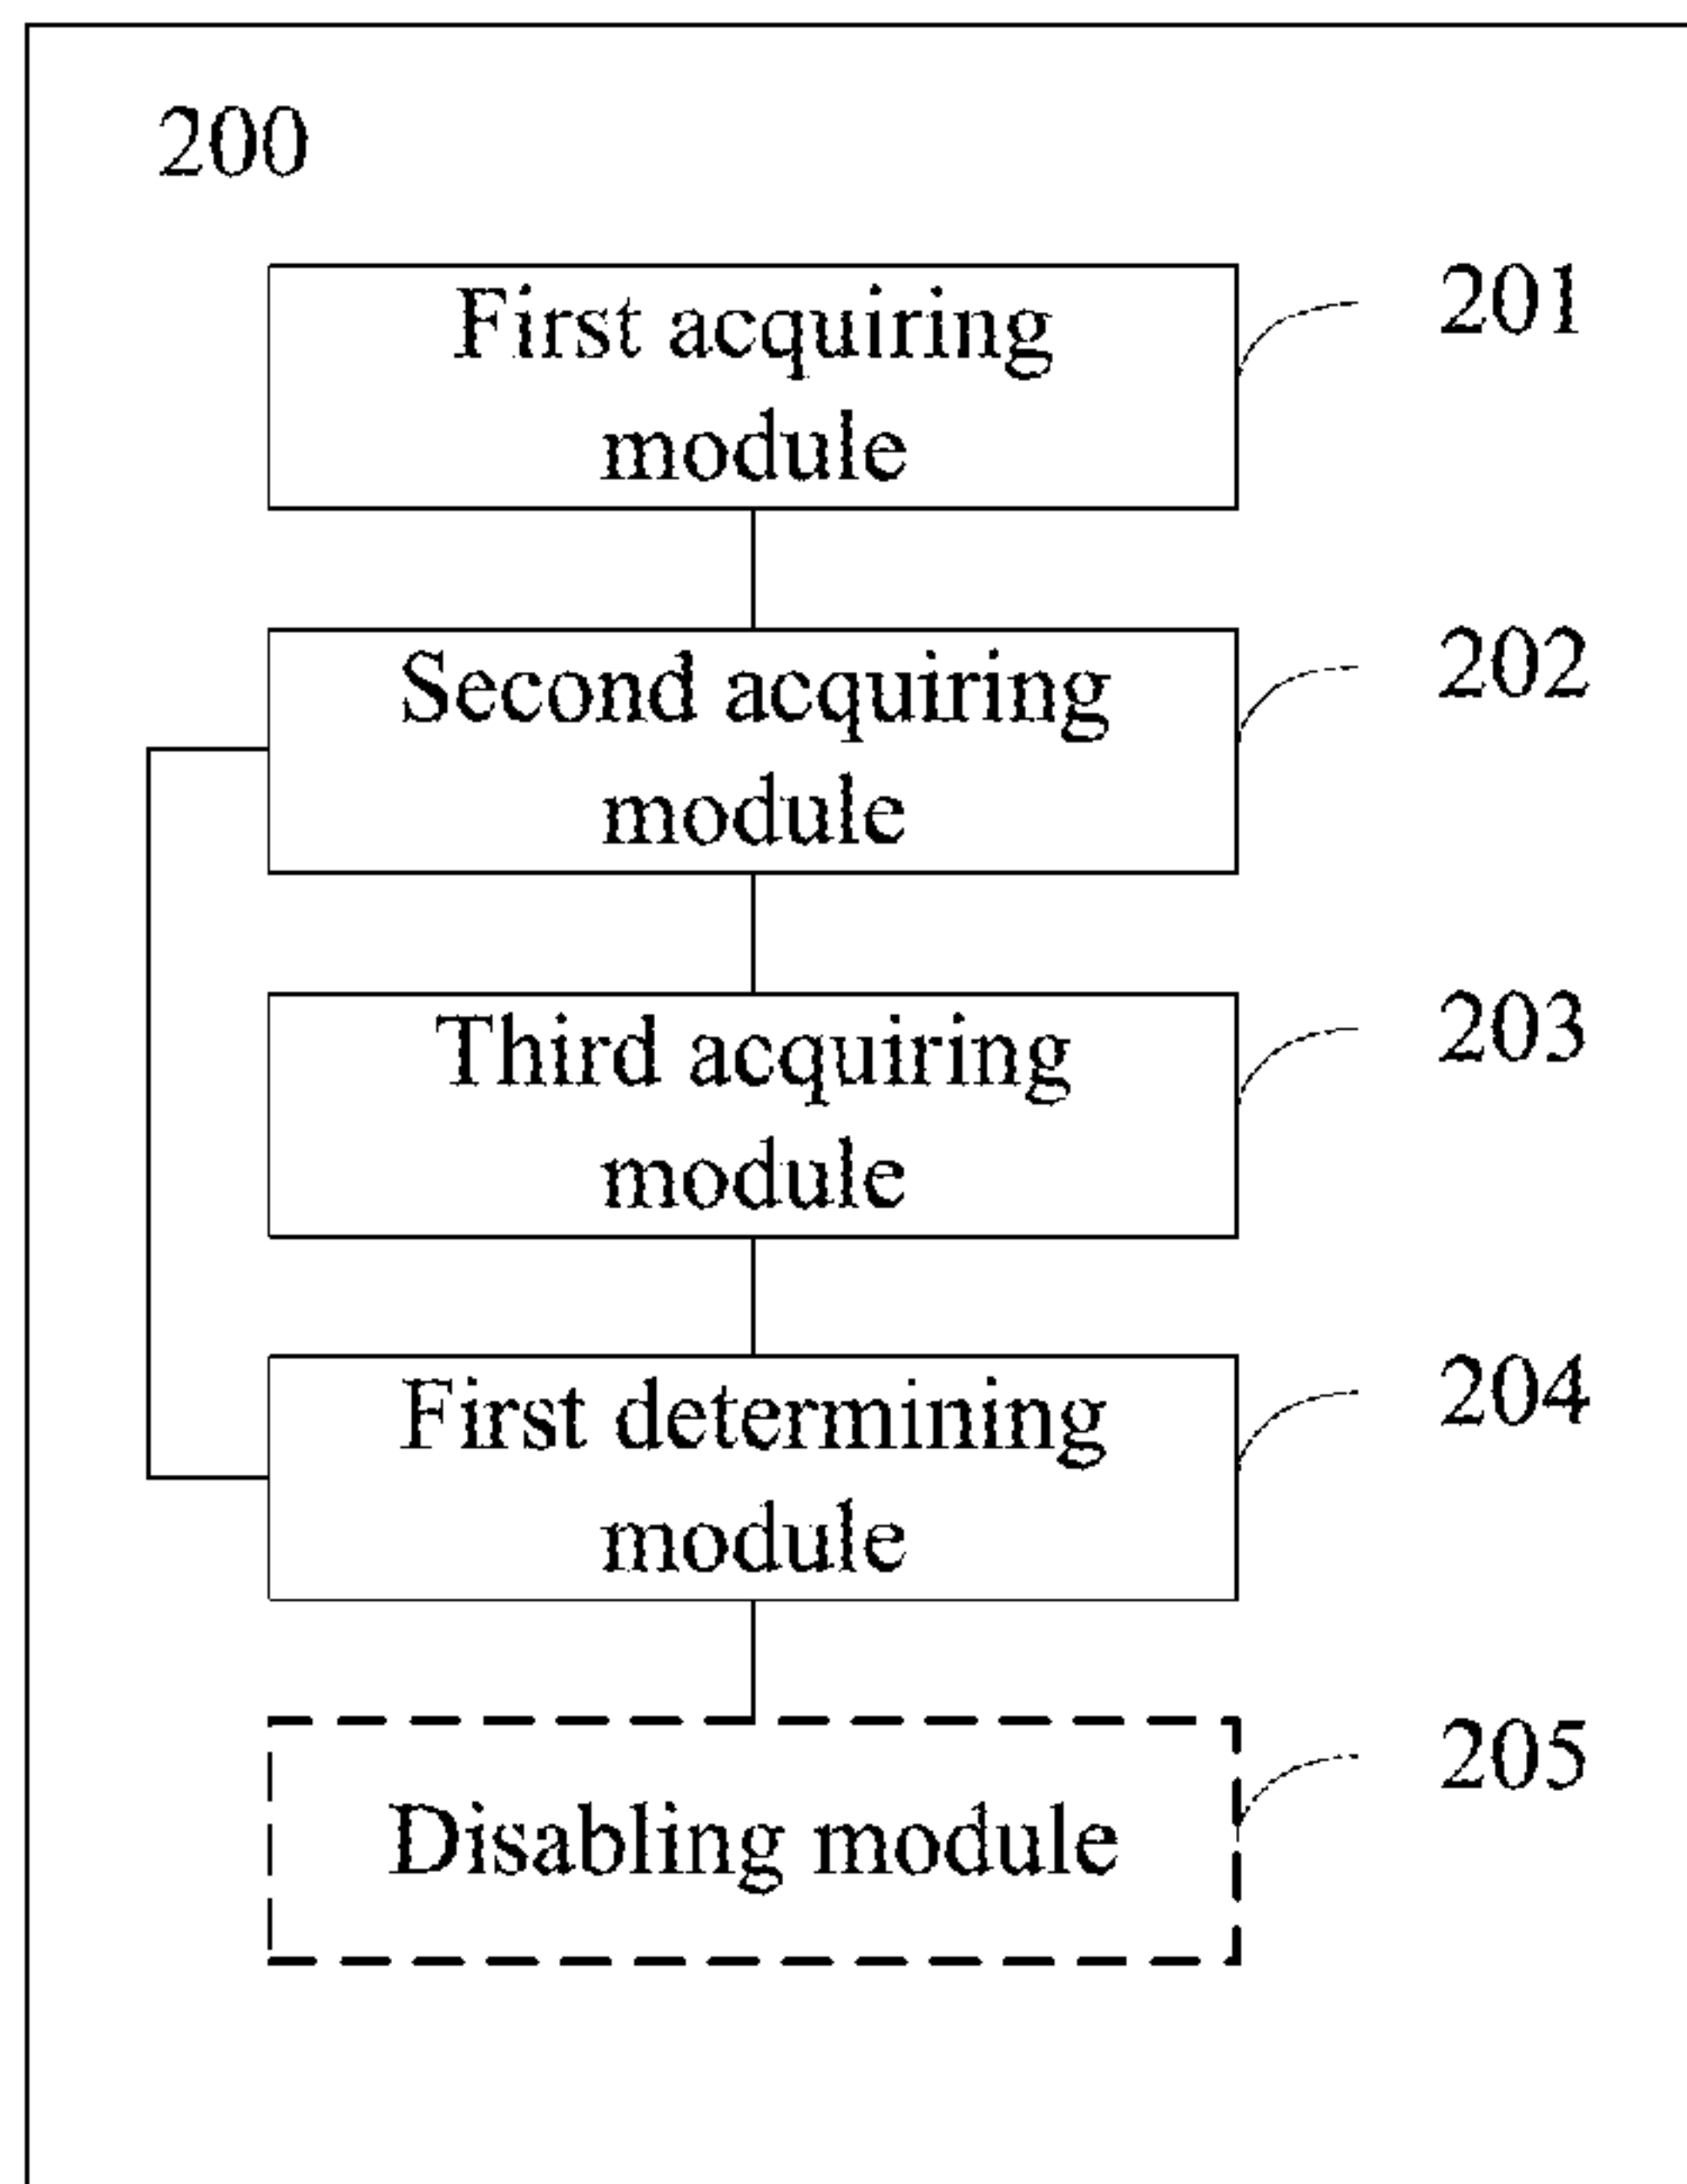 200
First acquiring
module
201
Second acquiring
module
202
Third acquiring
module
203
First determining
module
204
Disabling module
205